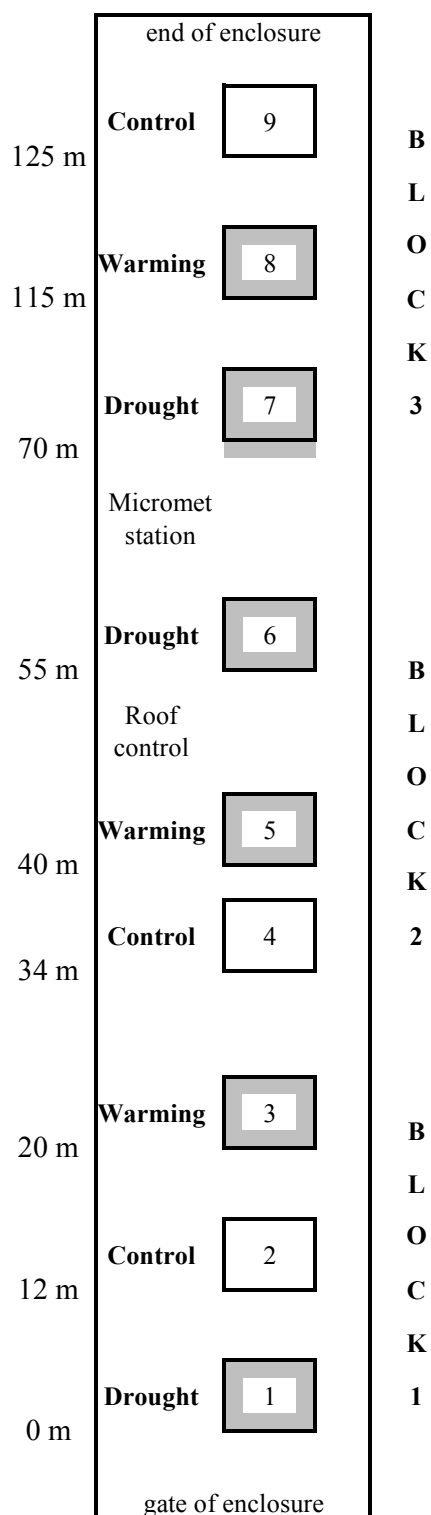 end of enclosure
Control 9
125 m
Warming 8
115 m
Drought 7
70 m
B
L
O
C
K
3
Micromet
station
Drought 6
55 m
Roof
control
Warming 5
40 m
Control 4
34 m
B
L
O
C
K
2
Warming 3
20 m
Control 2
12 m
Drought 1
0 m
B
L
O
C
K
1
gate of enclosure